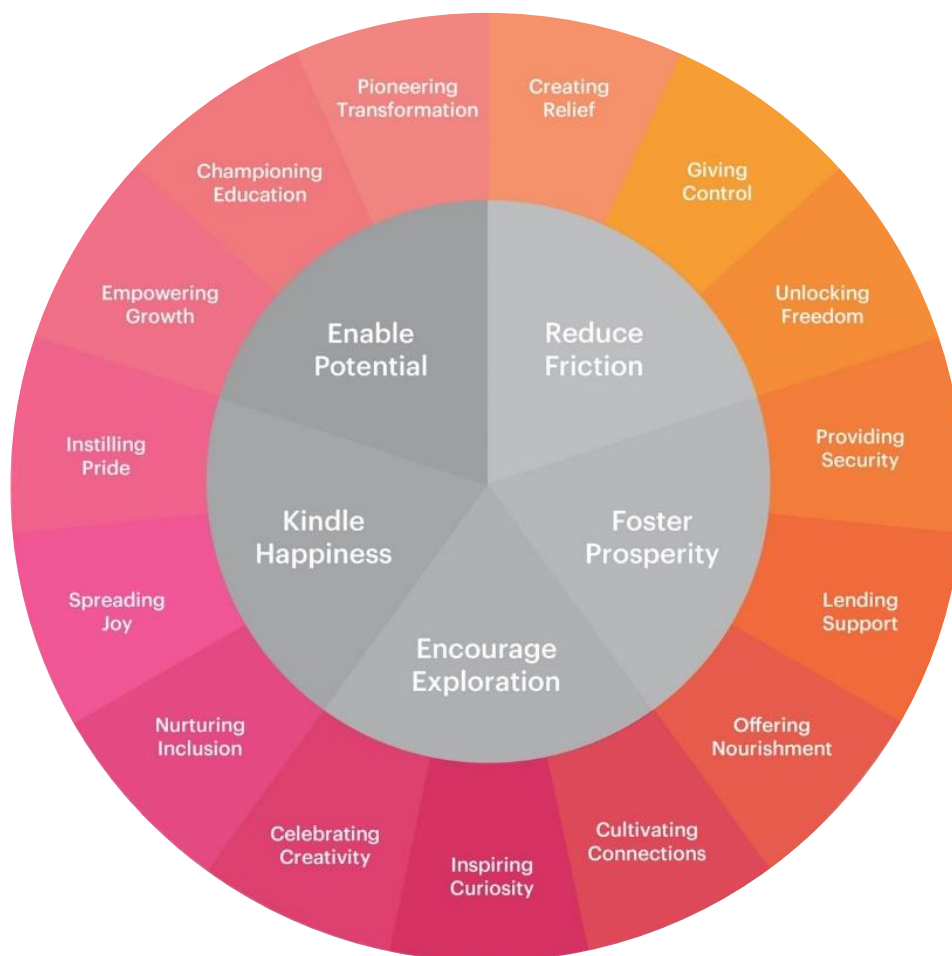 Pioneering
Transformation
Creating
Relief
Giving
Control
Unlocking
Freedom
Providing
Security
Lending
Support
Offering
Nourishment
Cultivating
Connections
Inspiring
Curiosity
Celebrating
Creativity
Nurturing
Inclusion
Spreading
Joy
Instilling
Pride
Empowering
Growth
Championing
Education
Enable
Potential
Reduce
Friction
Foster
Prosperity
Encourage
Exploration
Kindle
Happiness